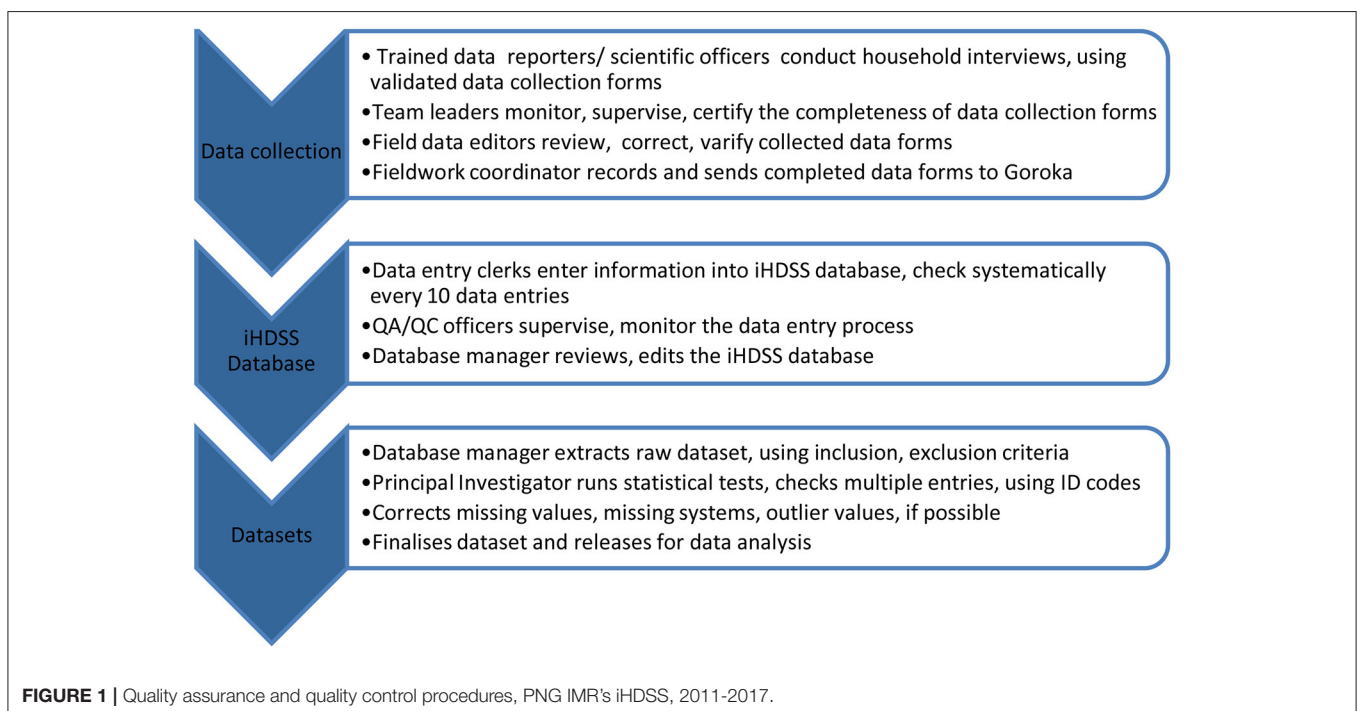 Data collection
• Trained data reporters/ scientific officers conduct household interviews, using
validated data collection forms
•Team leaders monitor, supervise, certify the completeness of data collection forms
•Field data editors review, correct, varify collected data forms
•Fieldwork coordinator records and sends completed data forms to Goroka
iHDSS
Database
•Data entry clerks enter information into iHDSS database, check systematically
every 10 data entries
•QA/QC officers supervise, monitor the data entry process
•Database manager reviews, edits the iHDSS database
Datasets
•Database manager extracts raw dataset, using inclusion, exclusion criteria
•Principal Investigator runs statistical tests, checks multiple entries, using ID codes
•Corrects missing values, missing systems, outlier values, if possible
•Finalises dataset and releases for data analysis
FIGURE 1 | Quality assurance and quality control procedures, PNG IMR's iHDSS, 2011-2017.